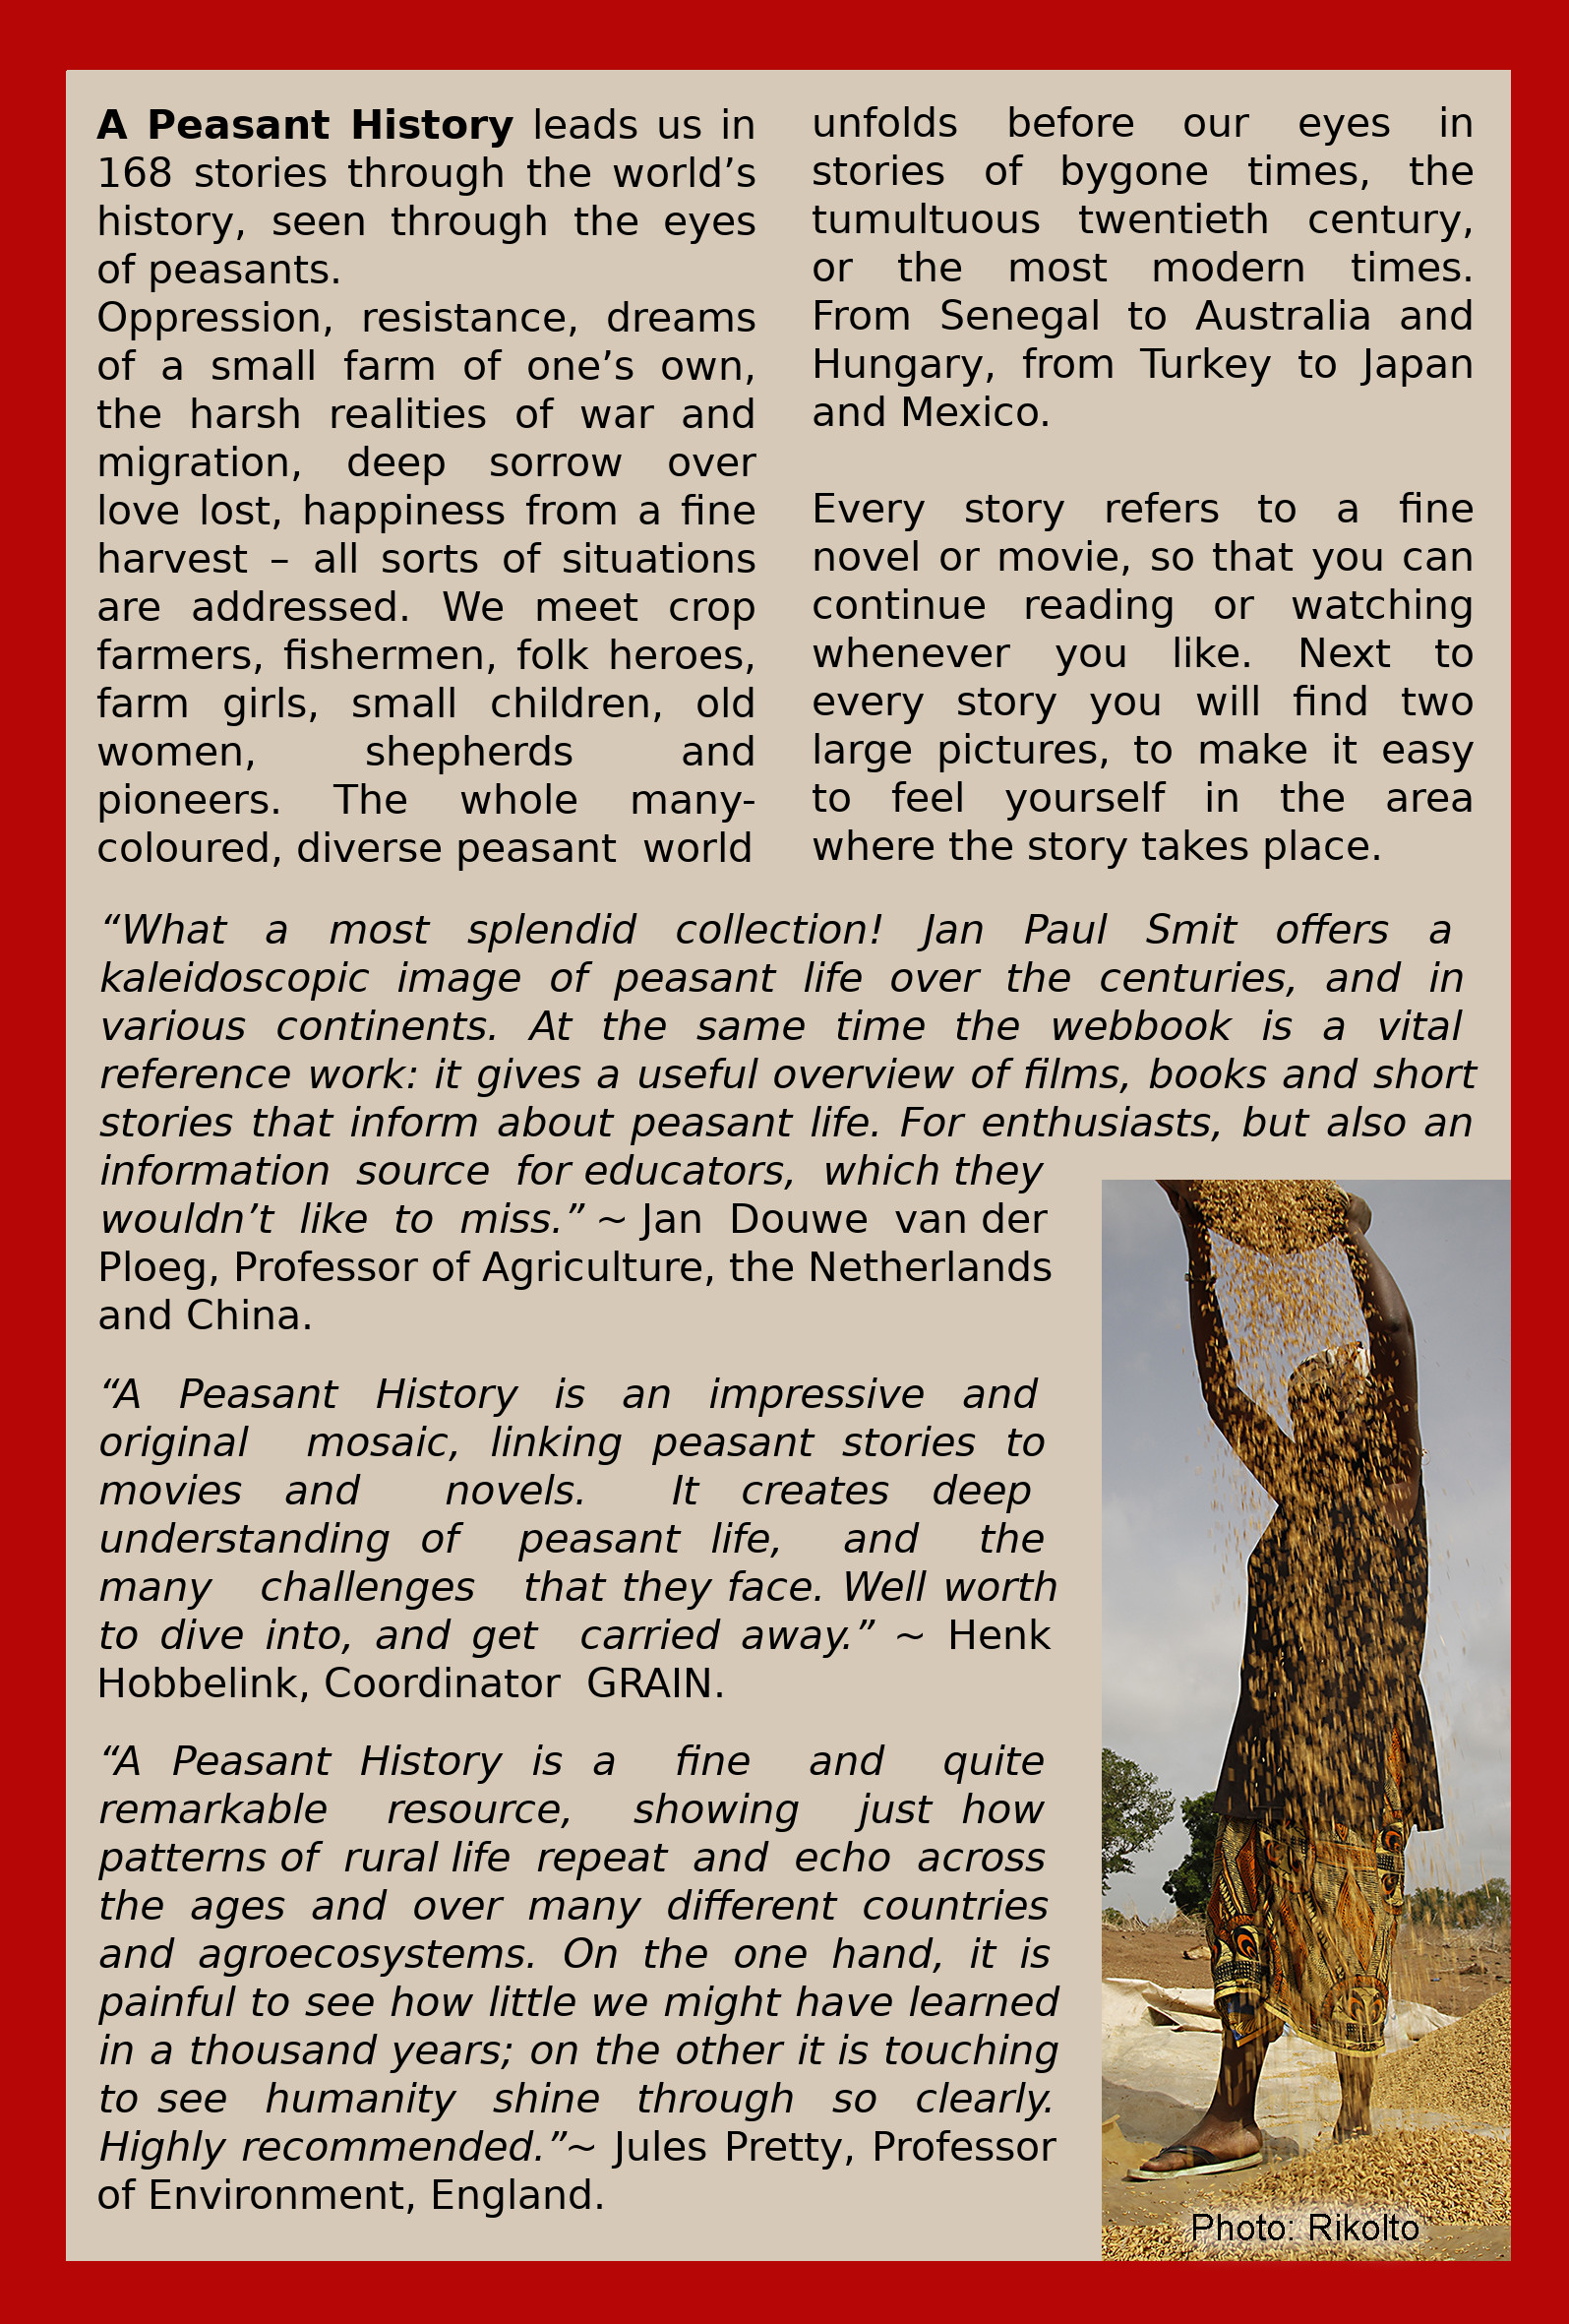 A Peasant History leads us in
168 stories through the world’s
history, seen through the eyes
of peasants.
Oppression, resistance, dreams
of a small farm of one’s own,
the harsh realities of war and
migration, deep sorrow over
love lost, happiness from a fine
harvest – all sorts of situations
are addressed. We meet crop
farmers, fishermen, folk heroes,
farm girls, small children, old
women, shepherds and
pioneers. The whole many-
coloured, diverse peasant world
unfolds before our eyes in
stories of bygone times, the
tumultuous twentieth century,
or the most modern times.
From Senegal to Australia and
Hungary, from Turkey to Japan
and Mexico.
Every story refers to a fine
novel or movie, so that you can
continue reading or watching
whenever you like. Next to
every story you will find two
large pictures, to make it easy
to feel yourself in the area
where the story takes place.
“What a most splendid collection! Jan Paul Smit offers a
kaleidoscopic image of peasant life over the centuries, and in
various continents. At the same time the webbook is a vital
reference work: it gives a useful overview of films, books and short
stories that inform about peasant life. For enthusiasts, but also an
information source for educators, which they
wouldn’t like to miss.” ~ Jan Douwe van der
Ploeg, Professor of Agriculture, the Netherlands
and China.
“A Peasant History is an impressive and
original mosaic, linking peasant stories to
movies and novels. It creates deep
understanding of peasant life, and the
many challenges that they face. Well worth
to dive into, and get carried away.” ~ Henk
Hobbelink, Coordinator GRAIN.
“A Peasant History is a fine and quite
remarkable resource, showing just how
patterns of rural life repeat and echo across
the ages and over many different countries
and agroecosystems. On the one hand, it is
painful to see how little we might have learned
in a thousand years; on the other it is touching
to see humanity shine through so clearly.
Highly recommended.”~ Jules Pretty, Professor
of Environment, England.
Photo: Rikolto